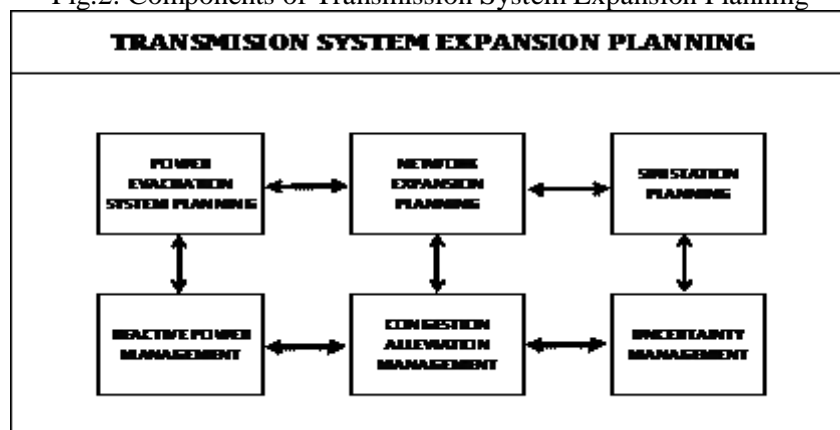 Fig.2. Components of Transmission System Expansion Planning
TRANSMISION SYSTEM EXPANSION PLANNING
POWER
EVACUATION
SYSTEM PLANNING
NETWORK
EXPANSION
PLANNING
SUBSTATION
PLANNING
REACTIVE POWER
MANAGEMENT
CONGESTION
ALLEVIATION
MANAGEMENT
UNCERTAINTY
MANAGEMENT